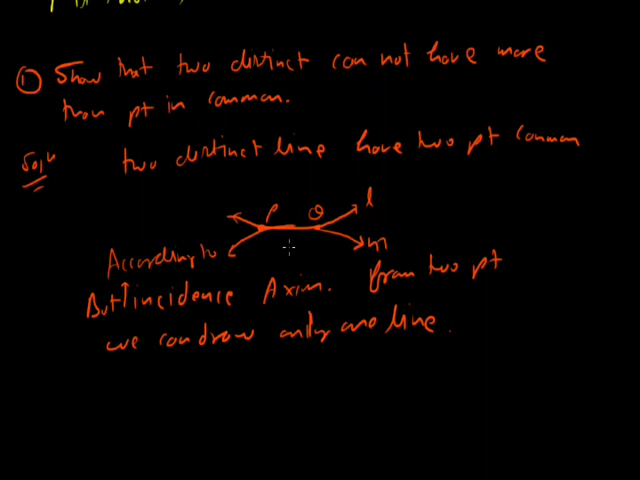 ① Show that two distinct can not have more
than pt in common.
Solⁿ two distinct line have two pt common
P Q l
m
According to
But incidence Axim. from two pt
we can draw only one line.